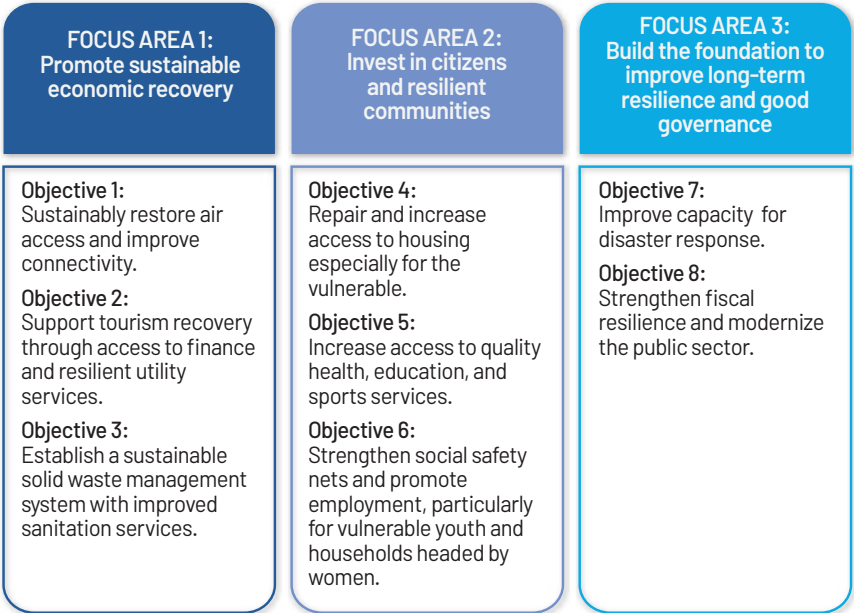 FOCUS AREA 1:
Promote sustainable
economic recovery
Objective 1:
Sustainably restore air
access and improve
connectivity.
Objective 2:
Support tourism recovery
through access to finance
and resilient utility
services.
Objective 3:
Establish a sustainable
solid waste management
system with improved
sanitation services.
FOCUS AREA 2:
Invest in citizens
and resilient
communities
Objective 4:
Repair and increase
access to housing
especially for the
vulnerable.
Objective 5:
Increase access to quality
health, education, and
sports services.
Objective 6:
Strengthen social safety
nets and promote
employment, particularly
for vulnerable youth and
households headed by
women.
FOCUS AREA 3:
Build the foundation to
improve long-term
resilience and good
governance
Objective 7:
Improve capacity for
disaster response.
Objective 8:
Strengthen fiscal
resilience and modernize
the public sector.